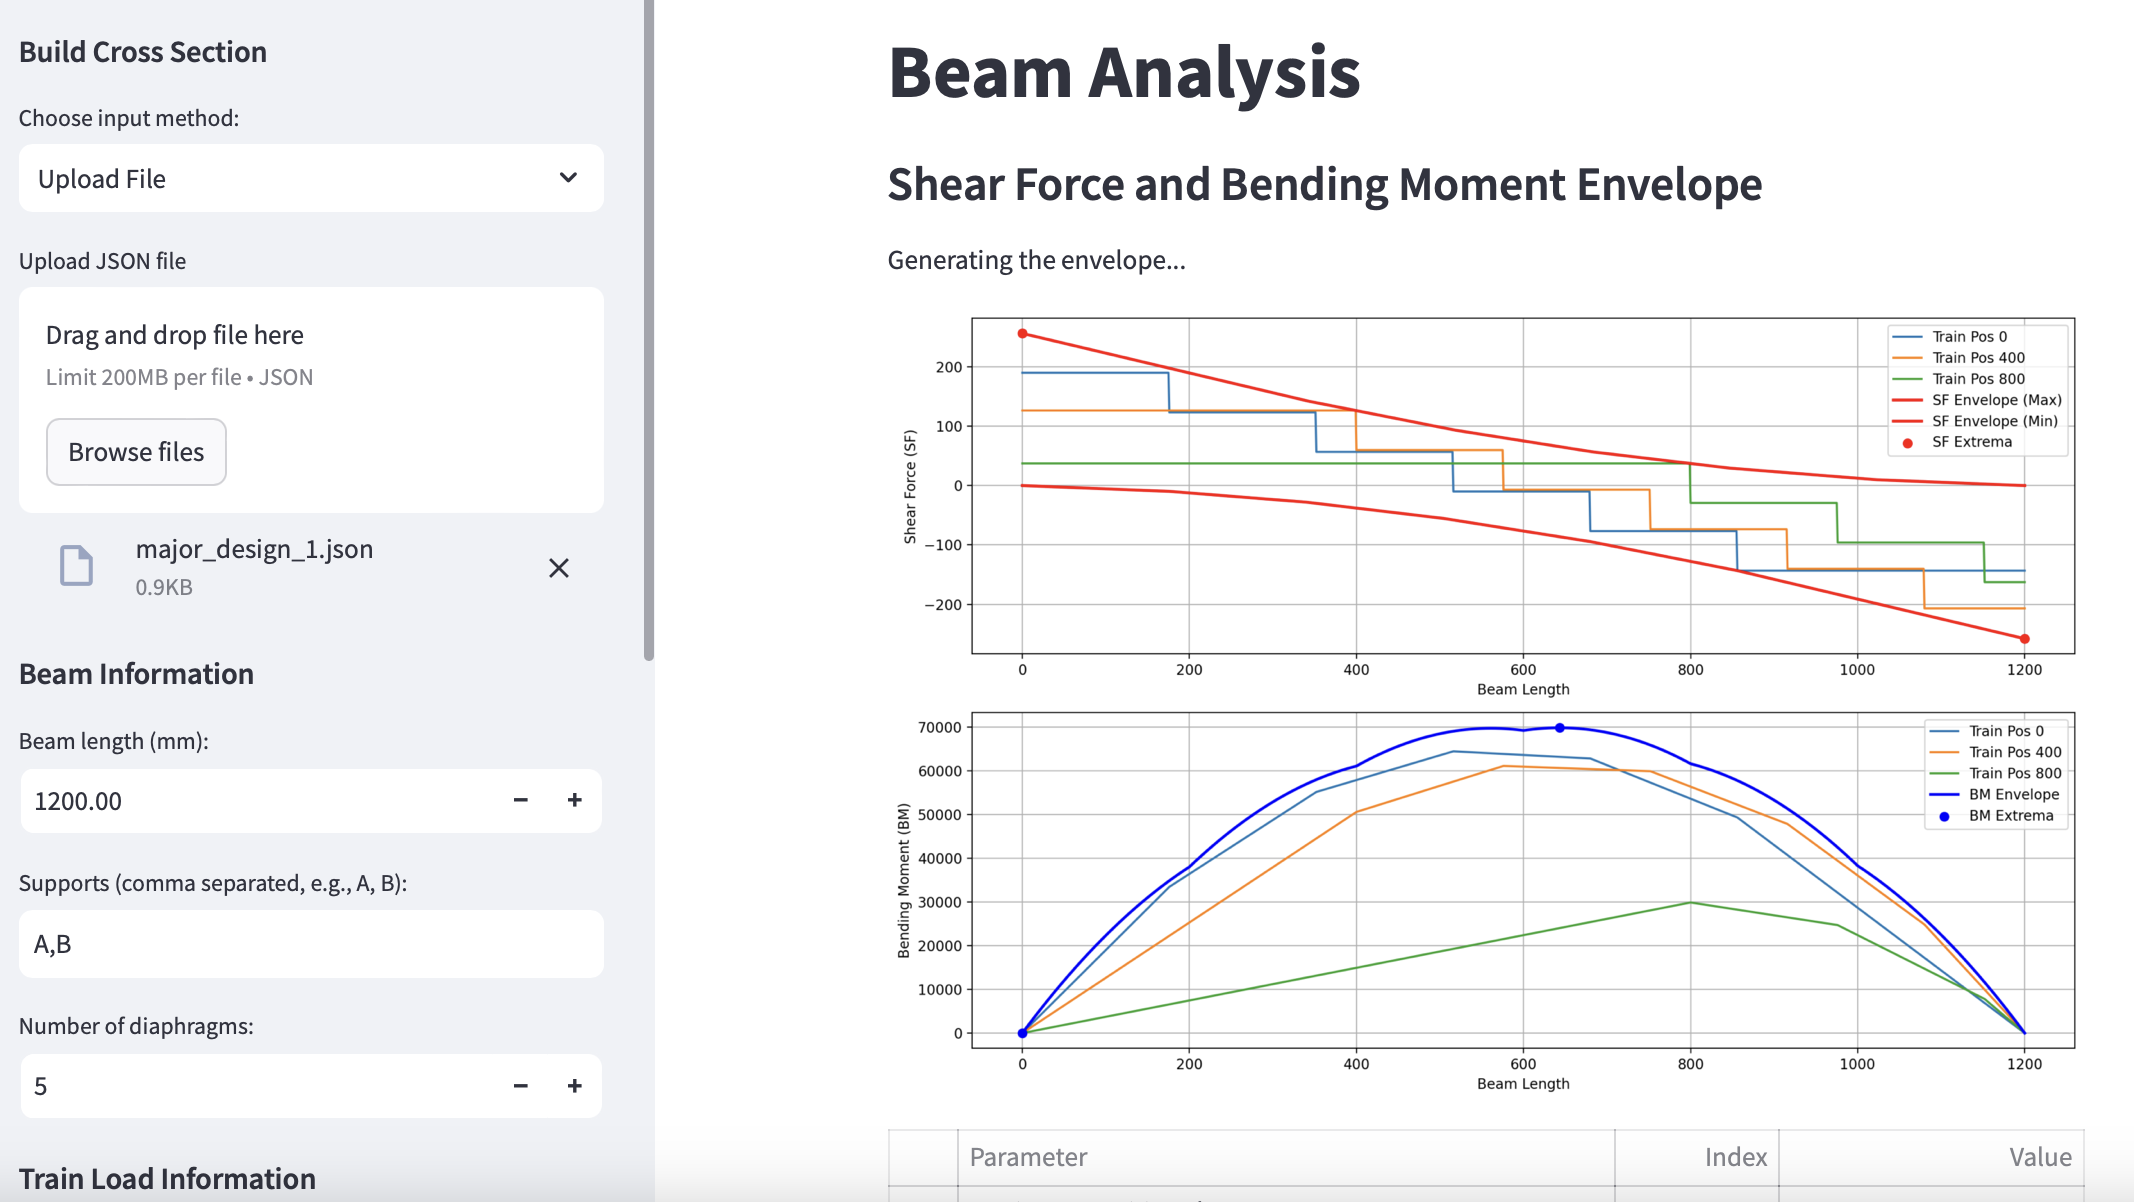 Build Cross Section
Choose input method:
Upload File
Upload JSON file
Drag and drop file here
Limit 200MB per file • JSON
Browse files
major_design_1.json
0.9KB
Beam Information
Beam length (mm):
1200.00
Supports (comma separated, e.g., A, B):
A,B
Number of diaphragms:
5
Train Load Information
Beam Analysis
Shear Force and Bending Moment Envelope
Generating the envelope...
Shear Force (SF)
200
100
0
−100
−200
Train Pos 0
Train Pos 400
Train Pos 800
SF Envelope (Max)
SF Envelope (Min)
SF Extrema
0 200 400 600 800 1000 1200
Beam Length
Bending Moment (BM)
70000
60000
50000
40000
30000
20000
10000
0
Train Pos 0
Train Pos 400
Train Pos 800
BM Envelope
BM Extrema
0 200 400 600 800 1000 1200
Beam Length
Parameter Index Value